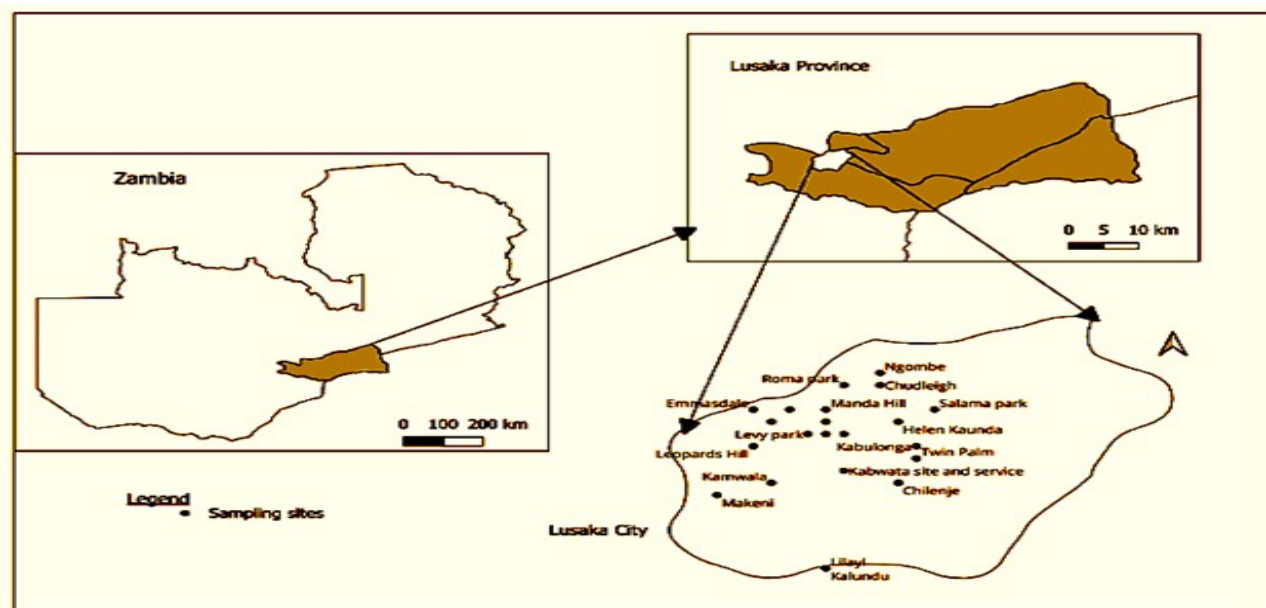 Lusaka Province
0 5 10 km
Zambia
0 100 200 km
Ngombe
Roma park
Chudleigh
Emmasdale
Manda Hill
Salama park
Levy park
Helen Kaunda
Leopards Hill
Kabulonga
Twin Palm
Kamwala
Kabwata site and service
Makeni
Chilenje
Legend
Sampling sites
Lusaka City
Lilayi
Kalundu